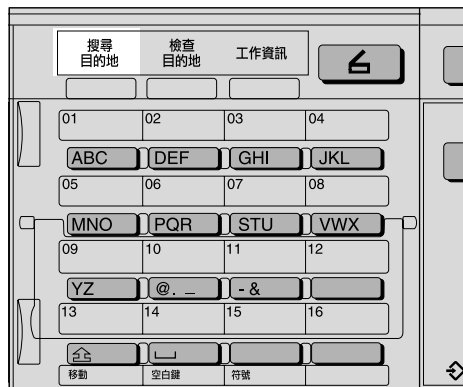 搜尋
目的地
檢查
目的地
工作資訊
01 02 03 04
ABC DEF GHI JKL
05 06 07 08
MNO PQR STU VWX
09 10 11 12
YZ @. _ - &
13 14 15 16
移動 空白鍵 符號